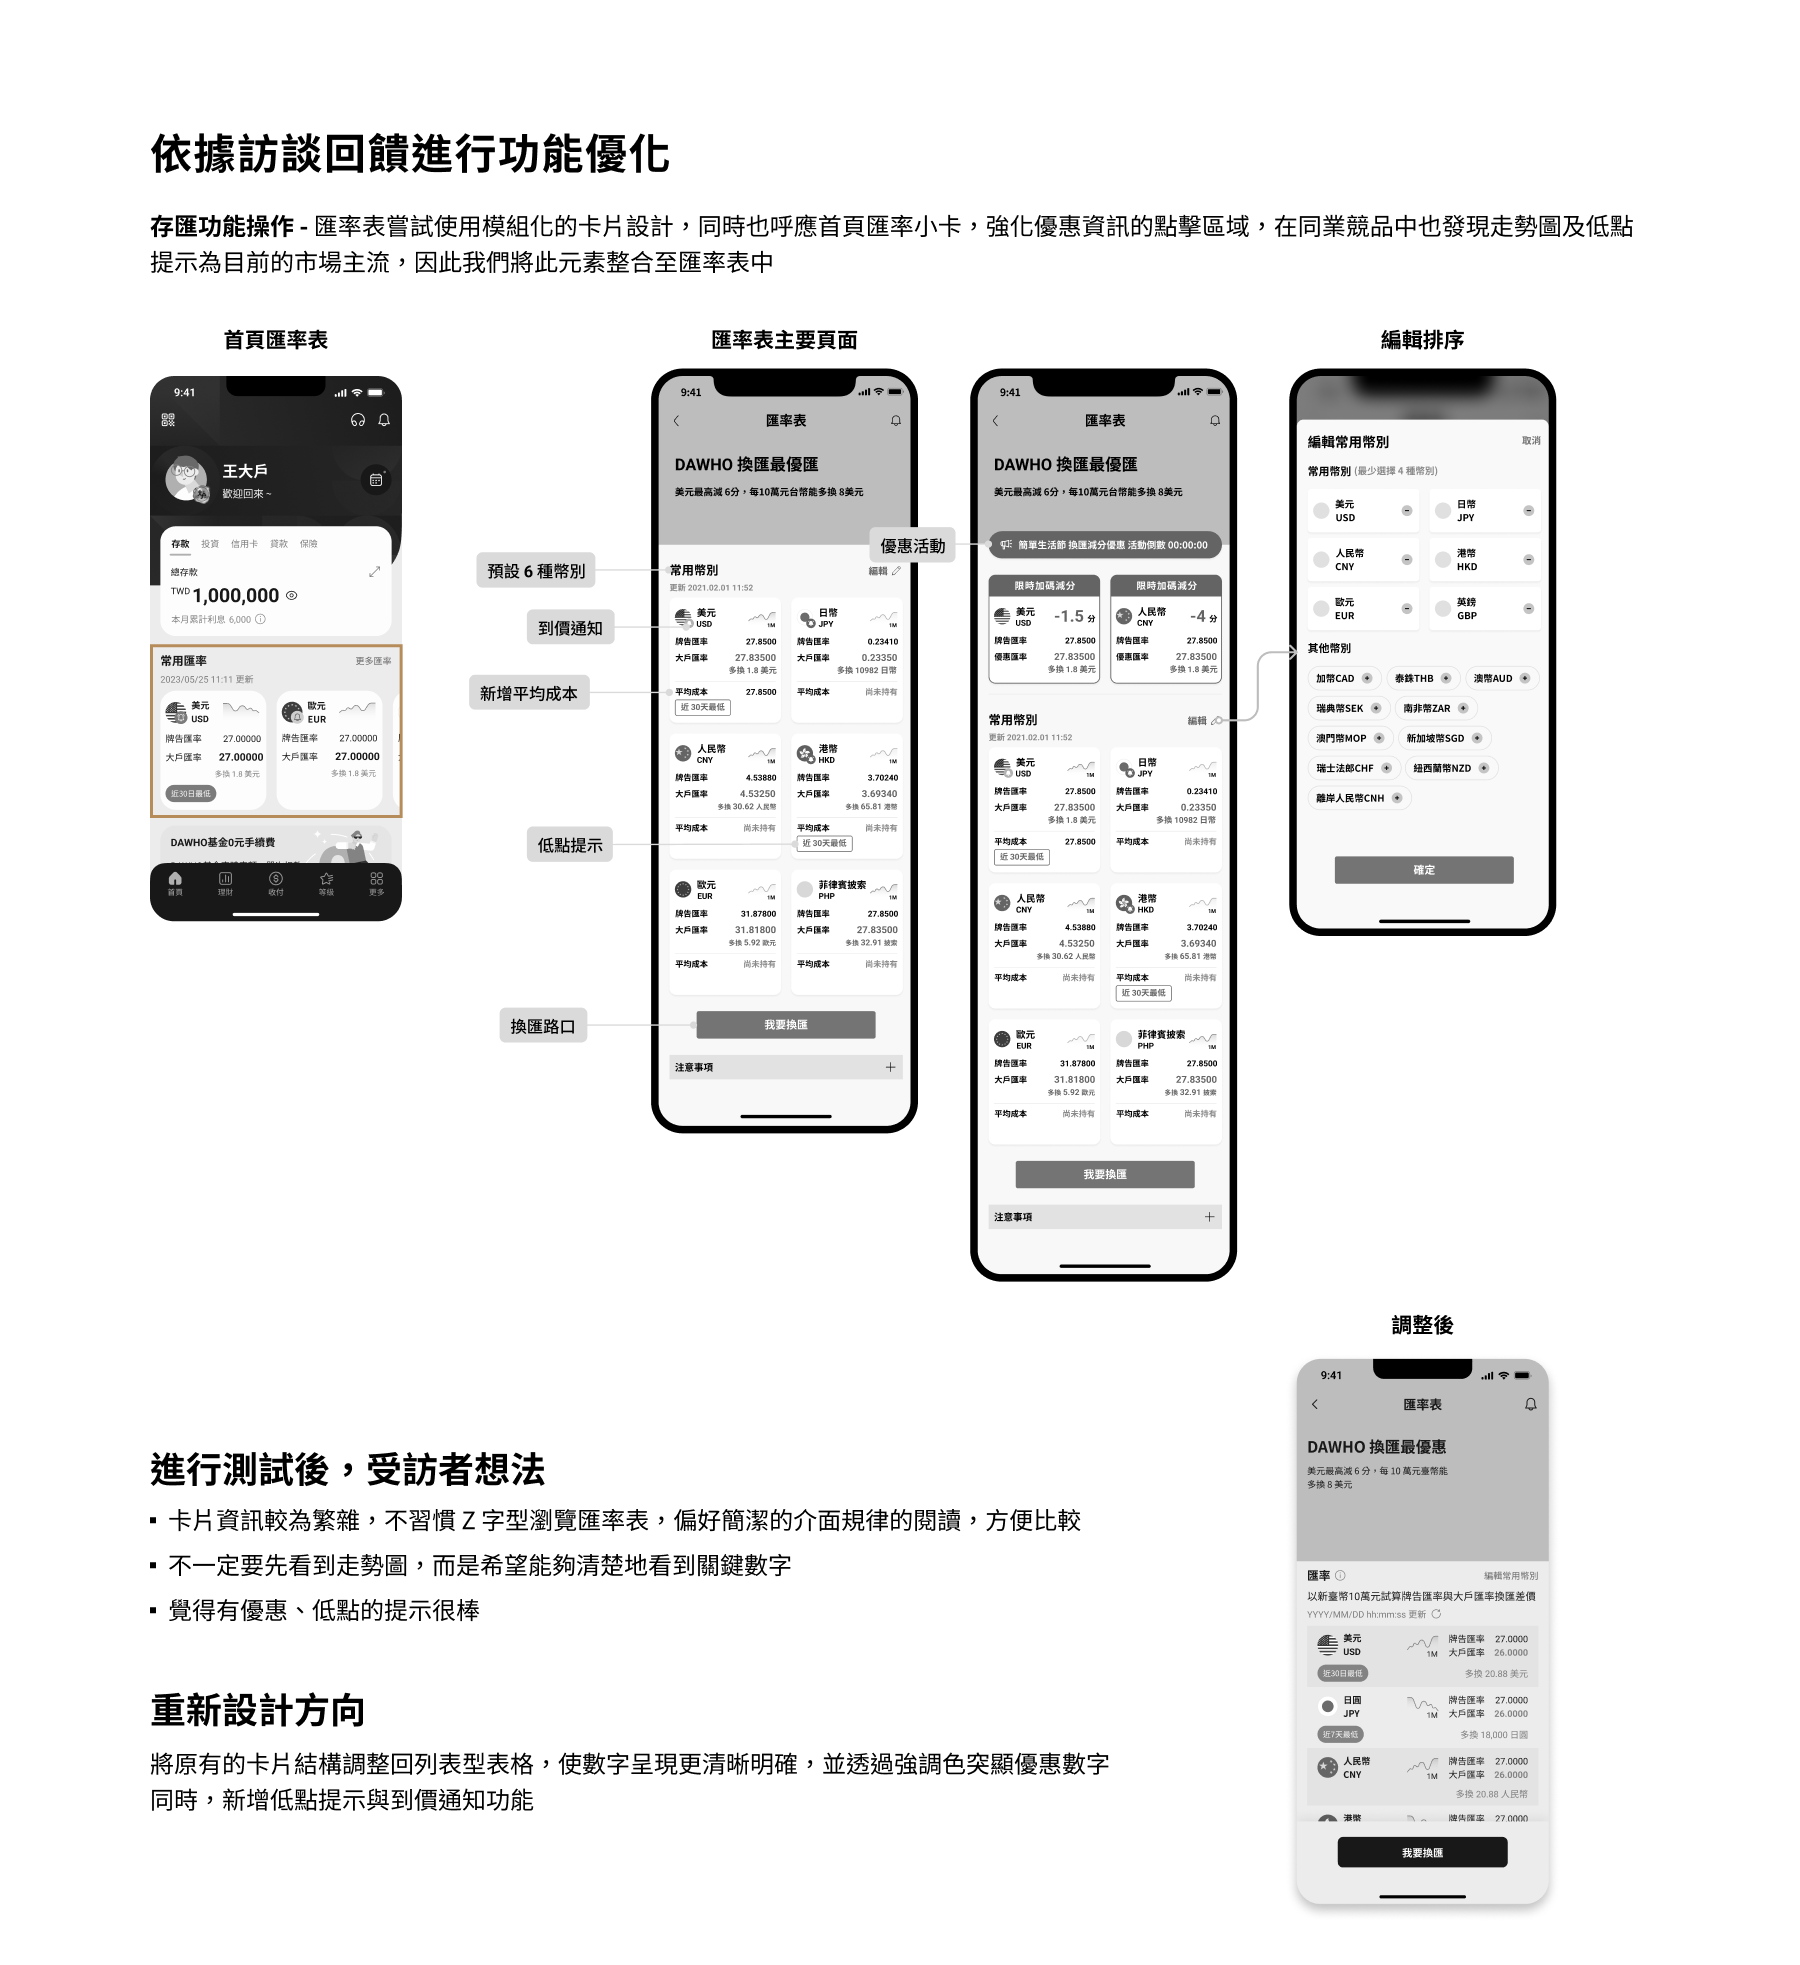 依據訪談回饋進行功能優化
存匯功能操作 - 匯率表嘗試使用模組化的卡片設計，同時也呼應首頁匯率小卡，強化優惠資訊的點擊區域，在同業競品中也發現走勢圖及低點
提示為目前的市場主流，因此我們將此元素整合至匯率表中
首頁匯率表
9:41
王大戶
歡迎回來 ~
存款 投資 信用卡 貸款 保險
總存款
TWD 1,000,000
本月累計利息 6,000
常用匯率 更多匯率
2023/05/25 11:11 更新
美元
USD
牌告匯率 27.00000
大戶匯率 27.00000
多換 1.8 美元
近30日最低
歐元
EUR
牌告匯率 27.00000
大戶匯率 27.00000
多換 1.8 美元
DAWHO基金0元手續費
首頁 理財 收付 等級 更多
預設 6 種幣別
到價通知
新增平均成本
低點提示
換匯路口
匯率表主要頁面
9:41
匯率表
DAWHO 換匯最優匯
美元最高減 6分，每10萬元台幣能多換 8美元
常用幣別 編輯
更新 2021.02.01 11:52
美元
USD
1M
牌告匯率 27.8500
大戶匯率 27.83500
多換 1.8 美元
平均成本 27.8500
近 30天最低
日幣
JPY
1M
牌告匯率 0.23410
大戶匯率 0.23350
多換 10982 日幣
平均成本 尚未持有
人民幣
CNY
1M
牌告匯率 4.53880
大戶匯率 4.53250
多換 30.62 人民幣
平均成本 尚未持有
港幣
HKD
1M
牌告匯率 3.70240
大戶匯率 3.69340
多換 65.81 港幣
平均成本 尚未持有
近 30天最低
歐元
EUR
1M
牌告匯率 31.87800
大戶匯率 31.81800
多換 5.92 歐元
平均成本 尚未持有
菲律賓披索
PHP
1M
牌告匯率 27.8500
大戶匯率 27.83500
多換 32.91 披索
平均成本 尚未持有
我要換匯
注意事項
優惠活動
9:41
匯率表
DAWHO 換匯最優匯
美元最高減 6分，每10萬元台幣能多換 8美元
簡單生活節 換匯減分優惠 活動倒數 00:00:00
限時加碼減分
美元
USD
-1.5 分
牌告匯率 27.8500
優惠匯率 27.83500
多換 1.8 美元
限時加碼減分
人民幣
CNY
-4 分
牌告匯率 27.8500
優惠匯率 27.83500
多換 1.8 美元
常用幣別 編輯
更新 2021.02.01 11:52
美元
USD
1M
牌告匯率 27.8500
大戶匯率 27.83500
多換 1.8 美元
平均成本 27.8500
近 30天最低
日幣
JPY
1M
牌告匯率 0.23410
大戶匯率 0.23350
多換 10982 日幣
平均成本 尚未持有
人民幣
CNY
1M
牌告匯率 4.53880
大戶匯率 4.53250
多換 30.62 人民幣
平均成本 尚未持有
港幣
HKD
1M
牌告匯率 3.70240
大戶匯率 3.69340
多換 65.81 港幣
平均成本 尚未持有
近 30天最低
歐元
EUR
1M
牌告匯率 31.87800
大戶匯率 31.81800
多換 5.92 歐元
平均成本 尚未持有
菲律賓披索
PHP
1M
牌告匯率 27.8500
大戶匯率 27.83500
多換 32.91 披索
平均成本 尚未持有
我要換匯
注意事項
編輯排序
編輯常用幣別 取消
常用幣別 (最少選擇 4 種幣別)
美元
USD
日幣
JPY
人民幣
CNY
港幣
HKD
歐元
EUR
英鎊
GBP
其他幣別
加幣CAD 泰銖THB 澳幣AUD
瑞典幣SEK 南非幣ZAR
澳門幣MOP 新加坡幣SGD
瑞士法郎CHF 紐西蘭幣NZD
離岸人民幣CNH
確定
進行測試後，受訪者想法
▪ 卡片資訊較為繁雜，不習慣 Z 字型瀏覽匯率表，偏好簡潔的介面規律的閱讀，方便比較
▪ 不一定要先看到走勢圖，而是希望能夠清楚地看到關鍵數字
▪ 覺得有優惠、低點的提示很棒
重新設計方向
將原有的卡片結構調整回列表型表格，使數字呈現更清晰明確，並透過強調色突顯優惠數字
同時，新增低點提示與到價通知功能
調整後
9:41
匯率表
DAWHO 換匯最優惠
美元最高減 6 分，每 10 萬元臺幣能
多換 8 美元
匯率 編輯常用幣別
以新臺幣10萬元試算牌告匯率與大戶匯率換匯差價
YYYY/MM/DD hh:mm:ss 更新
美元
USD
1M
牌告匯率 27.0000
大戶匯率 26.0000
近30日最低 多換 20.88 美元
日圓
JPY
1M
牌告匯率 27.0000
大戶匯率 26.0000
近7天最低 多換 18,000 日圓
人民幣
CNY
1M
牌告匯率 27.0000
大戶匯率 26.0000
多換 20.88 人民幣
港幣 牌告匯率 27.0000
我要換匯